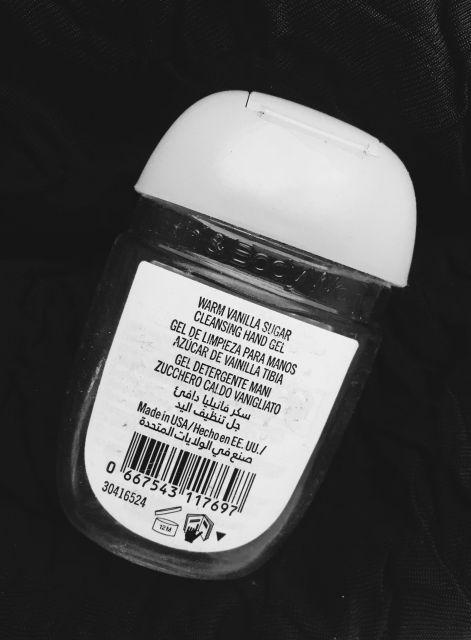 & BODY
WARM VANILLA SUGAR
CLEANSING HAND GEL
GEL DE LIMPIEZA PARA MANOS
AZÚCAR DE VAINILLA TIBIA
GEL DETERGENTE MANI
ZUCCHERO CALDO VANIGLIATO
سكر فانيليا دافئ
جل تنظيف اليد
Made in USA/Hecho en EE. UU./
صنع في الولايات المتحدة
0 667543 117697
30416524
12M